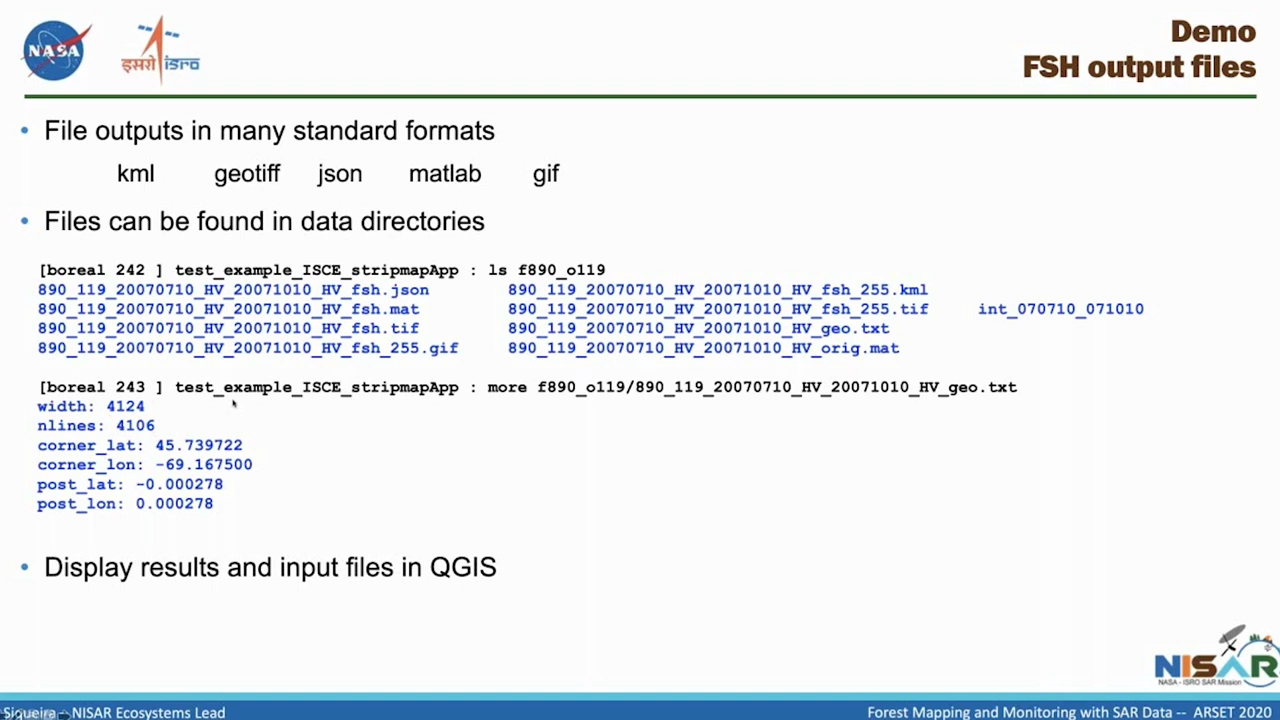 NASA
इसरो isro
Demo
FSH output files
• File outputs in many standard formats
kml geotiff json matlab gif
• Files can be found in data directories
[boreal 242 ] test_example_ISCE_stripmapApp : ls f890_o119
890_119_20070710_HV_20071010_HV_fsh.json 890_119_20070710_HV_20071010_HV_fsh_255.kml
890_119_20070710_HV_20071010_HV_fsh.mat 890_119_20070710_HV_20071010_HV_fsh_255.tif int_070710_071010
890_119_20070710_HV_20071010_HV_fsh.tif 890_119_20070710_HV_20071010_HV_geo.txt
890_119_20070710_HV_20071010_HV_fsh_255.gif 890_119_20070710_HV_20071010_HV_orig.mat
[boreal 243 ] test_example_ISCE_stripmapApp : more f890_o119/890_119_20070710_HV_20071010_HV_geo.txt
width: 4124
nlines: 4106
corner_lat: 45.739722
corner_lon: -69.167500
post_lat: -0.000278
post_lon: 0.000278
• Display results and input files in QGIS
NISAR
NASA - ISRO SAR Mission
Siqueira - NISAR Ecosystems Lead
Forest Mapping and Monitoring with SAR Data -- ARSET 2020